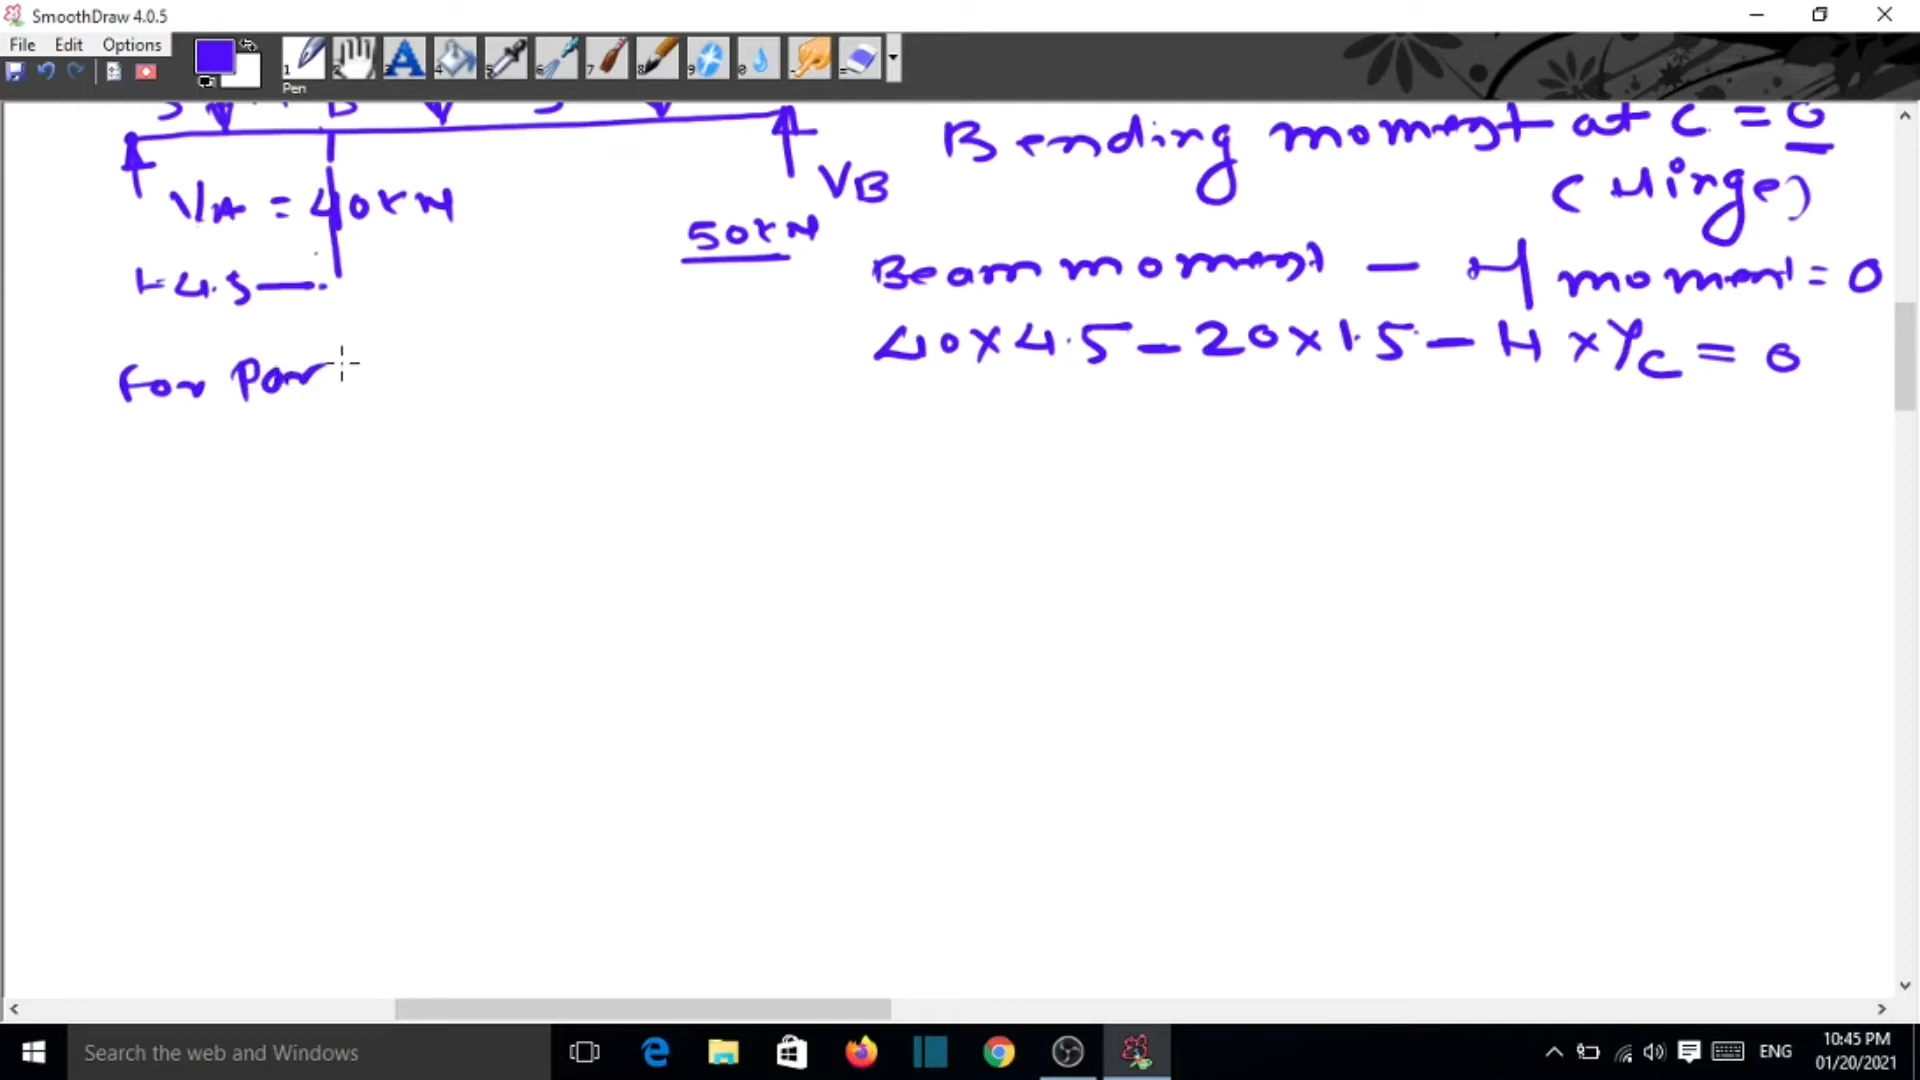 SmoothDraw 4.0.5
File Edit Options
Pen
VA = 40KN
VB
50KN
4.5
For Par
Bending moment at C = 0
(Hinge)
Beam moment - H moment = 0
40 x 4.5 - 20 x 1.5 - H x Yc = 0
Search the web and Windows
ENG
10:45 PM
01/20/2021